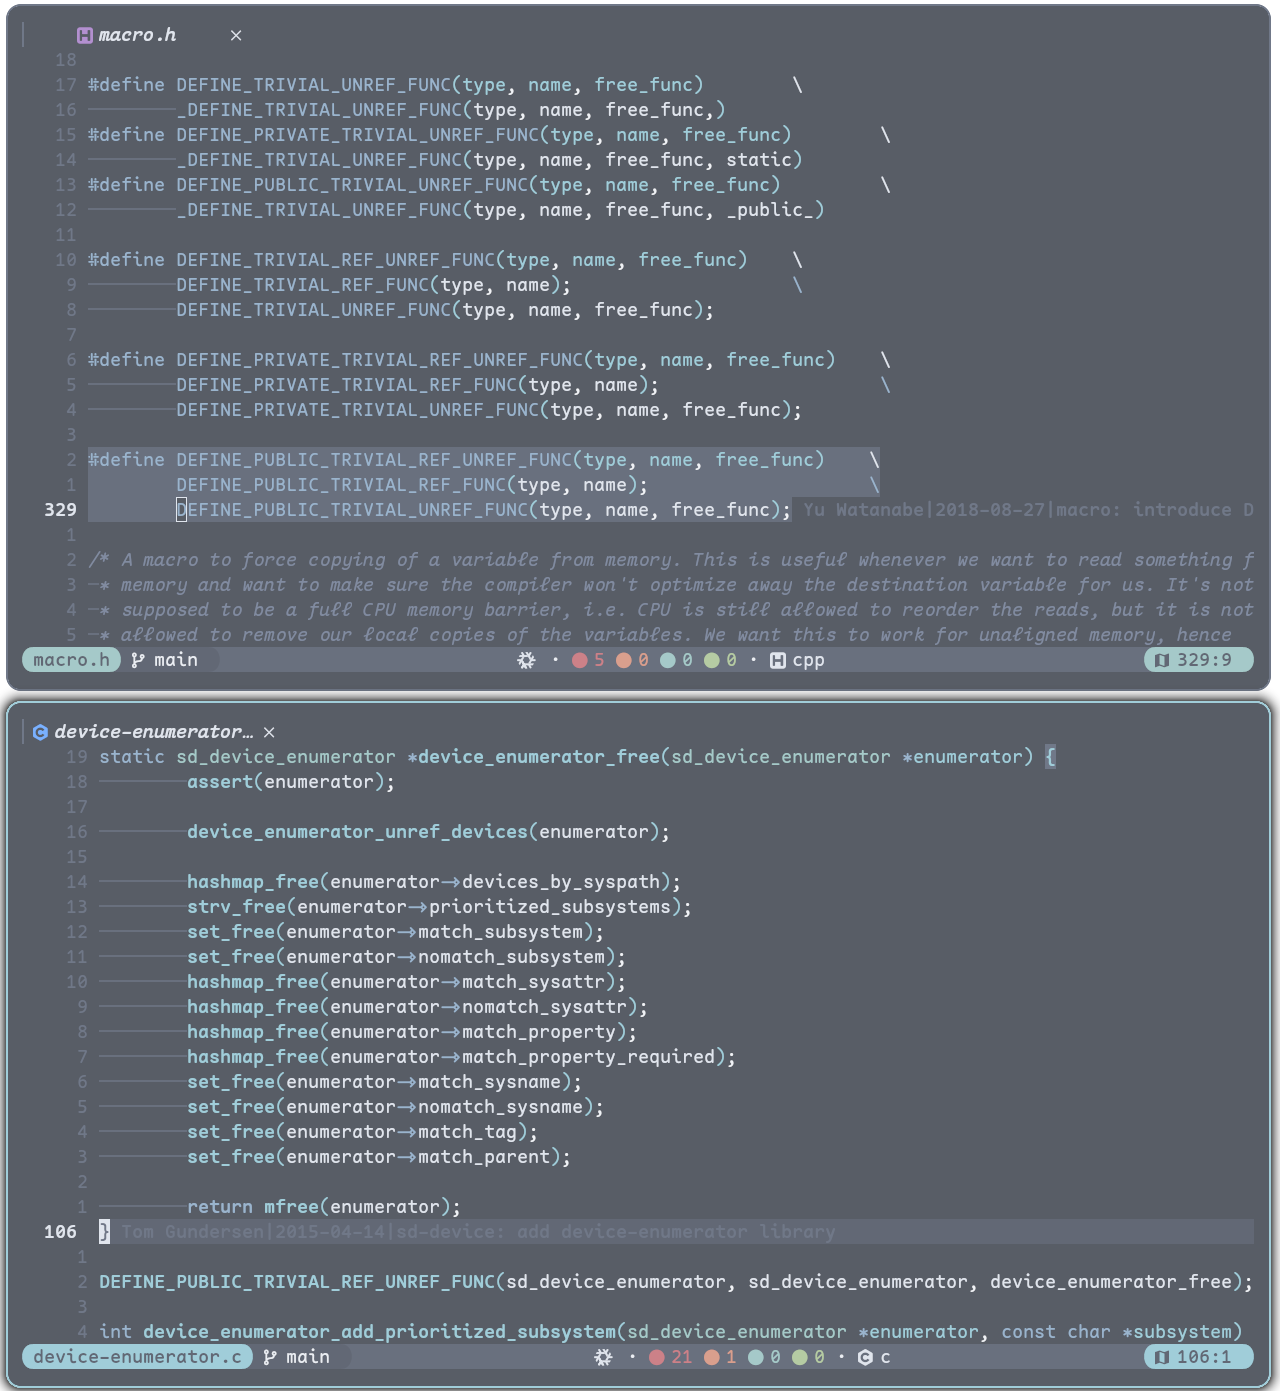 macro.h ×
18
17 #define DEFINE_TRIVIAL_UNREF_FUNC(type, name, free_func)        \
16         _DEFINE_TRIVIAL_UNREF_FUNC(type, name, free_func,)
15 #define DEFINE_PRIVATE_TRIVIAL_UNREF_FUNC(type, name, free_func)        \
14         _DEFINE_TRIVIAL_UNREF_FUNC(type, name, free_func, static)
13 #define DEFINE_PUBLIC_TRIVIAL_UNREF_FUNC(type, name, free_func)         \
12         _DEFINE_TRIVIAL_UNREF_FUNC(type, name, free_func, _public_)
11
10 #define DEFINE_TRIVIAL_REF_UNREF_FUNC(type, name, free_func)    \
9         DEFINE_TRIVIAL_REF_FUNC(type, name);                    \
8         DEFINE_TRIVIAL_UNREF_FUNC(type, name, free_func);
7
6 #define DEFINE_PRIVATE_TRIVIAL_REF_UNREF_FUNC(type, name, free_func)    \
5         DEFINE_PRIVATE_TRIVIAL_REF_FUNC(type, name);                    \
4         DEFINE_PRIVATE_TRIVIAL_UNREF_FUNC(type, name, free_func);
3
2 #define DEFINE_PUBLIC_TRIVIAL_REF_UNREF_FUNC(type, name, free_func)    \
1         DEFINE_PUBLIC_TRIVIAL_REF_FUNC(type, name);                    \
329         DEFINE_PUBLIC_TRIVIAL_UNREF_FUNC(type, name, free_func); Yu Watanabe|2018-08-27|macro: introduce D
1
2 /* A macro to force copying of a variable from memory. This is useful whenever we want to read something f
3  * memory and want to make sure the compiler won't optimize away the destination variable for us. It's not
4  * supposed to be a full CPU memory barrier, i.e. CPU is still allowed to reorder the reads, but it is not
5  * allowed to remove our local copies of the variables. We want this to work for unaligned memory, hence
macro.h main · 5 0 0 0 · H cpp 329:9
device-enumerator… ×
19 static sd_device_enumerator *device_enumerator_free(sd_device_enumerator *enumerator) {
18         assert(enumerator);
17
16         device_enumerator_unref_devices(enumerator);
15
14         hashmap_free(enumerator->devices_by_syspath);
13         strv_free(enumerator->prioritized_subsystems);
12         set_free(enumerator->match_subsystem);
11         set_free(enumerator->nomatch_subsystem);
10         hashmap_free(enumerator->match_sysattr);
9         hashmap_free(enumerator->nomatch_sysattr);
8         hashmap_free(enumerator->match_property);
7         hashmap_free(enumerator->match_property_required);
6         set_free(enumerator->match_sysname);
5         set_free(enumerator->nomatch_sysname);
4         set_free(enumerator->match_tag);
3         set_free(enumerator->match_parent);
2
1         return mfree(enumerator);
106 } Tom Gundersen|2015-04-14|sd-device: add device-enumerator library
1
2 DEFINE_PUBLIC_TRIVIAL_REF_UNREF_FUNC(sd_device_enumerator, sd_device_enumerator, device_enumerator_free);
3
4 int device_enumerator_add_prioritized_subsystem(sd_device_enumerator *enumerator, const char *subsystem)
device-enumerator.c main · 21 1 0 0 · C c 106:1